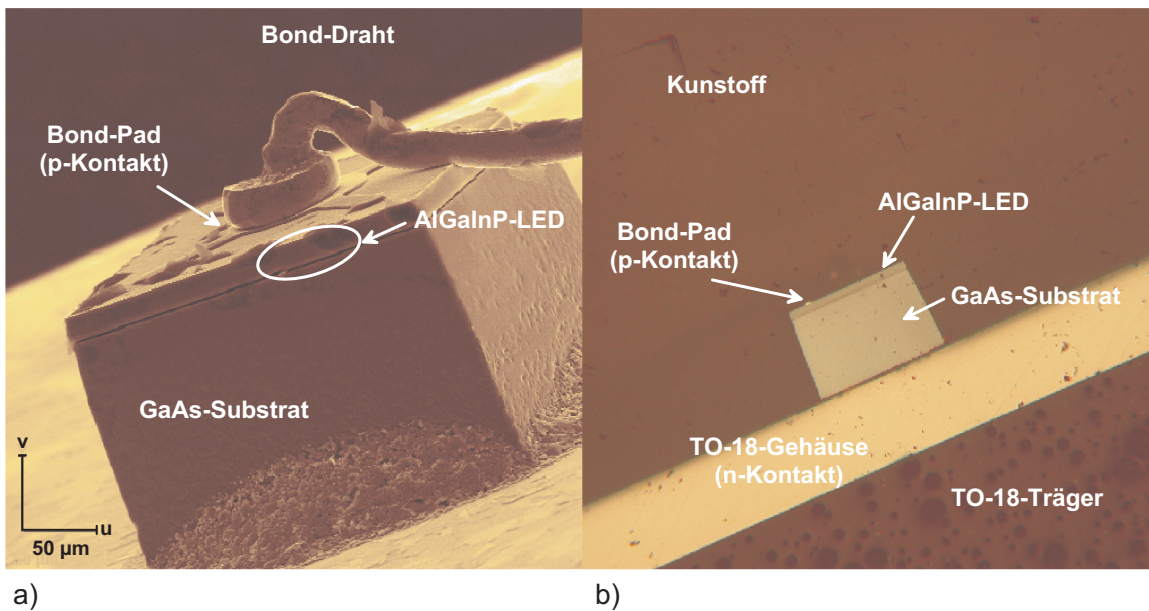 Bond-Draht
Bond-Pad
(p-Kontakt)
AlGaInP-LED
GaAs-Substrat
v
u
50 µm
a)
Kunstoff
AlGaInP-LED
Bond-Pad
(p-Kontakt)
GaAs-Substrat
TO-18-Gehäuse
(n-Kontakt)
TO-18-Träger
b)